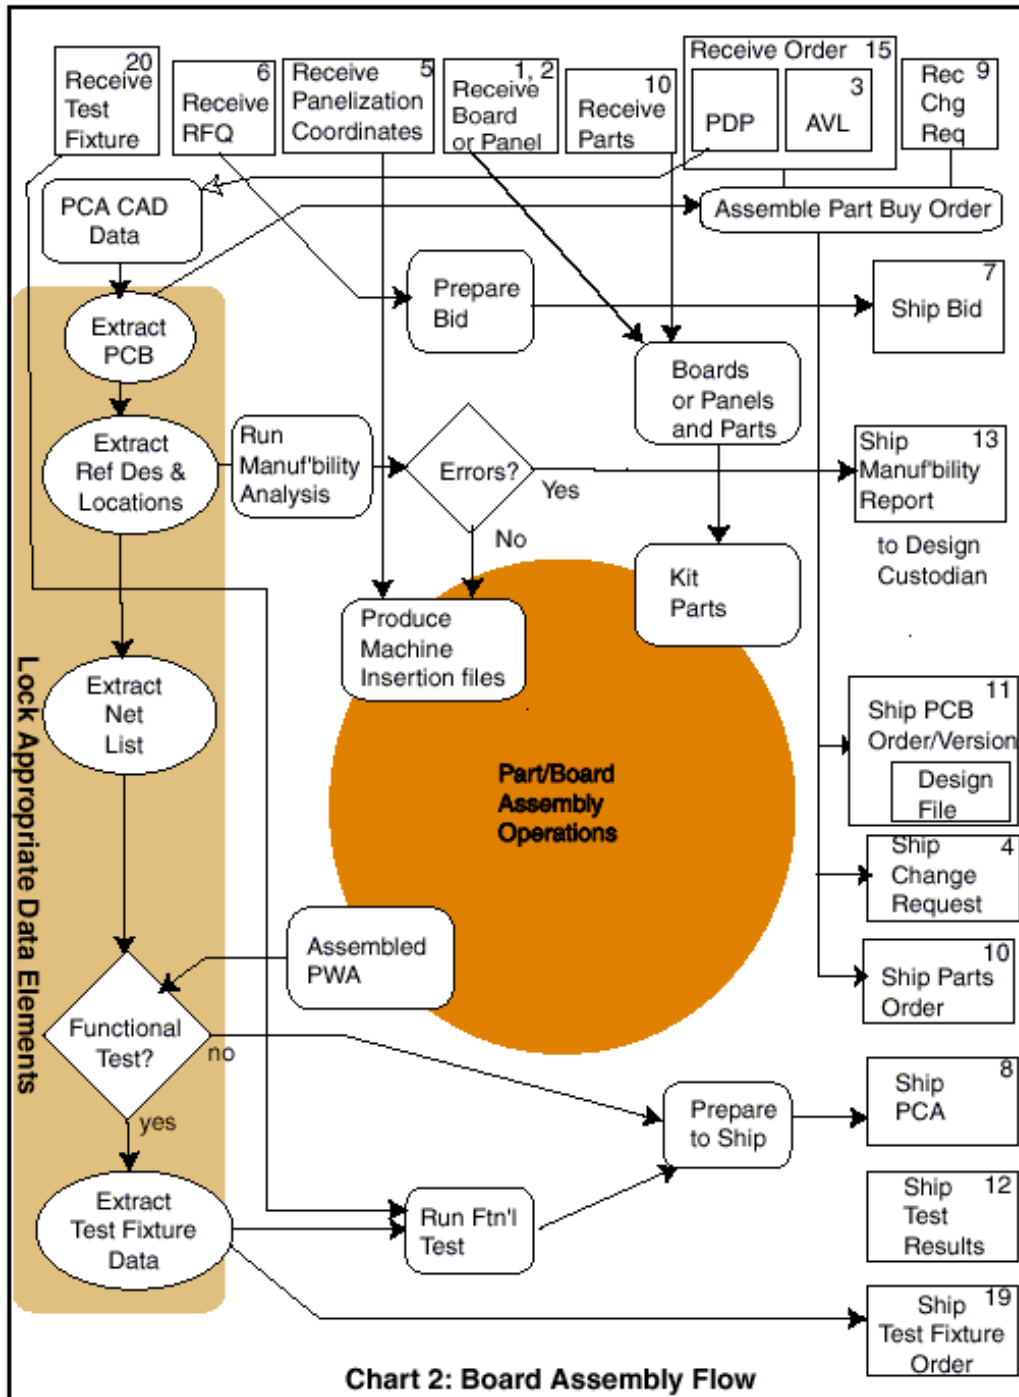 20
Receive
Test
Fixture
6
Receive
RFQ
5
Receive
Panelization
Coordinates
1, 2
Receive
Board
or Panel
10
Receive
Parts
Receive Order 15
PDP
3
AVL
9
Rec
Chg
Req
PCA CAD
Data
Assemble Part Buy Order
Extract
PCB
Prepare
Bid
7
Ship Bid
Boards
or Panels
and Parts
Extract
Ref Des &
Locations
Run
Manuf'bility
Analysis
Errors?
Yes
No
Ship 13
Manuf'bility
Report
to Design
Custodian
Kit
Parts
Produce
Machine
Insertion files
Lock Appropriate Data Elements
Extract
Net
List
Part/Board
Assembly
Operations
11
Ship PCB
Order/Version
Design
File
Ship 4
Change
Request
Assembled
PWA
10
Ship Parts
Order
Functional
Test?
no
yes
Prepare
to Ship
Ship 8
PCA
Extract
Test Fixture
Data
Run Ftn'l
Test
Ship 12
Test
Results
Ship 19
Test Fixture
Order
Chart 2: Board Assembly Flow